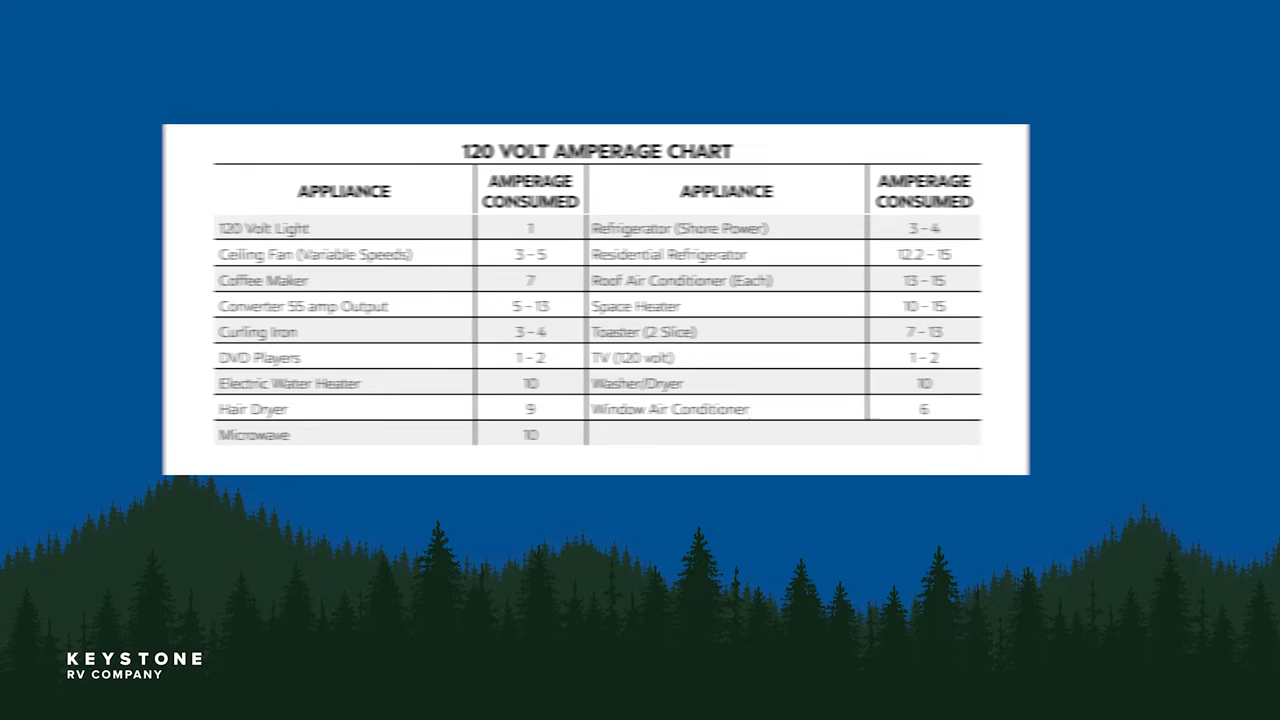 120 VOLT AMPERAGE CHART
APPLIANCE AMPERAGE CONSUMED APPLIANCE AMPERAGE CONSUMED
120 Volt Light 1 Refrigerator (Shore Power) 3 - 4
Ceiling Fan (Variable Speeds) 3 - 5 Residential Refrigerator 12.2 - 15
Coffee Maker 7 Roof Air Conditioner (Each) 13 - 15
Converter 55 amp Output 5 - 13 Space Heater 10 - 15
Curling Iron 3 - 4 Toaster (2 Slice) 7 - 13
DVD Players 1 - 2 TV (120 volt) 1 - 2
Electric Water Heater 10 Washer/Dryer 10
Hair Dryer 9 Window Air Conditioner 6
Microwave 10
KEYSTONE
RV COMPANY